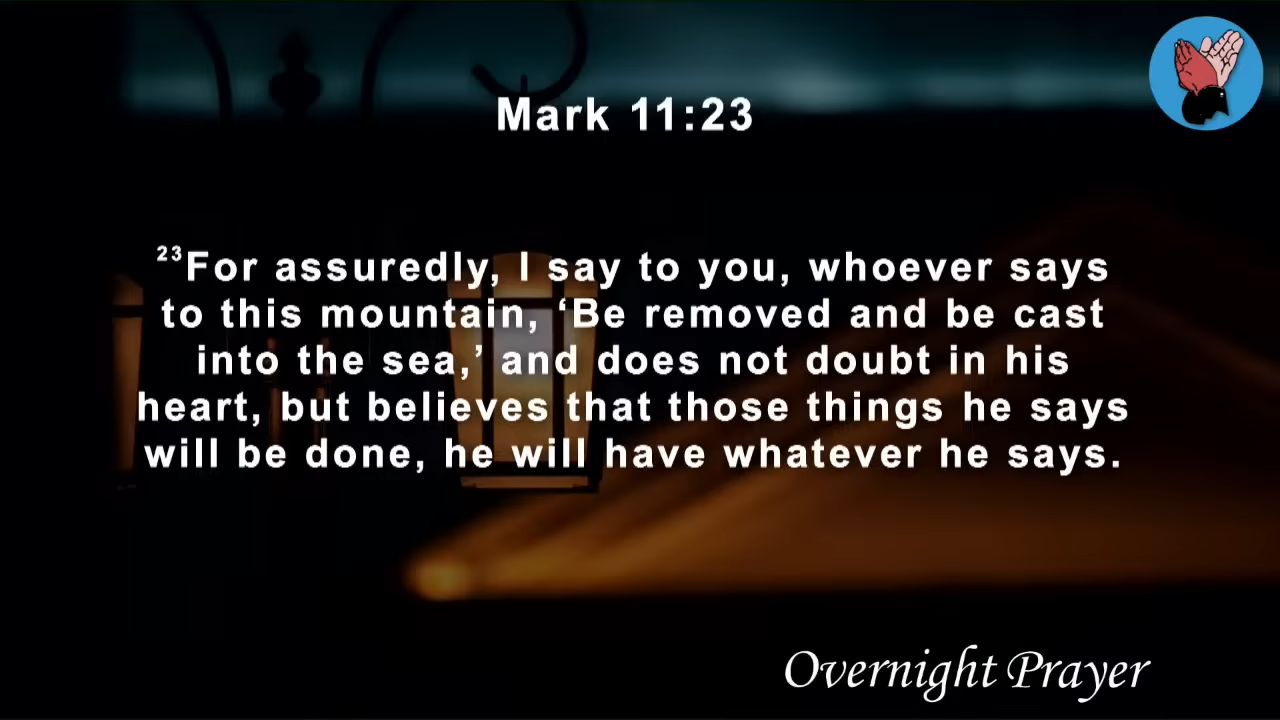 Mark 11:23
23For assuredly, I say to you, whoever says
to this mountain, ‘Be removed and be cast
into the sea,’ and does not doubt in his
heart, but believes that those things he says
will be done, he will have whatever he says.
Overnight Prayer